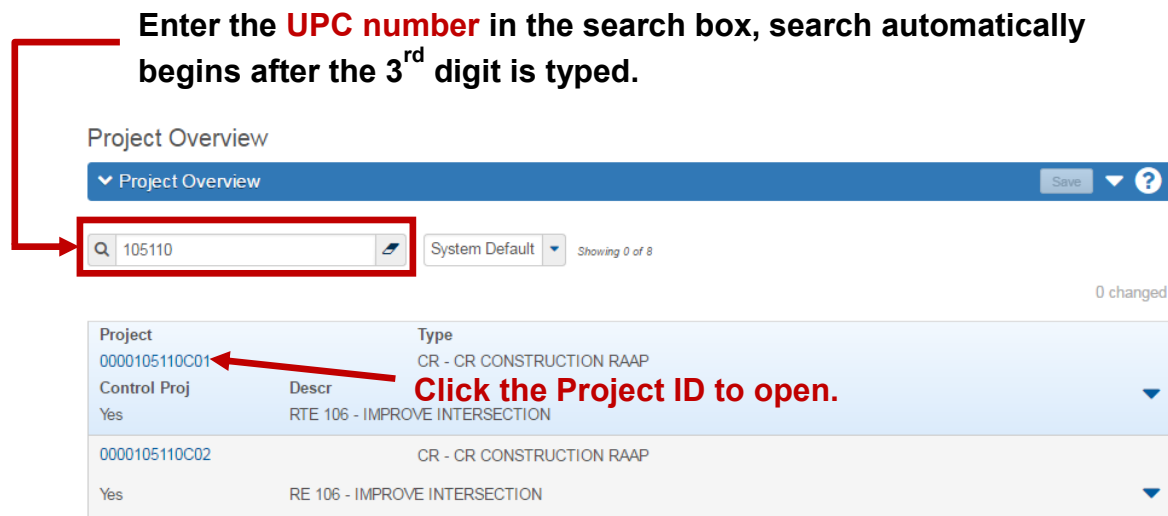 Enter the UPC number in the search box, search automatically
begins after the 3rd digit is typed.
Project Overview
Project Overview
Save
?
105110
System Default
Showing 0 of 8
0 changed
Project Type
0000105110C01 CR - CR CONSTRUCTION RAAP
Click the Project ID to open.
Control Proj Descr
Yes RTE 106 - IMPROVE INTERSECTION
0000105110C02 CR - CR CONSTRUCTION RAAP
Yes RE 106 - IMPROVE INTERSECTION